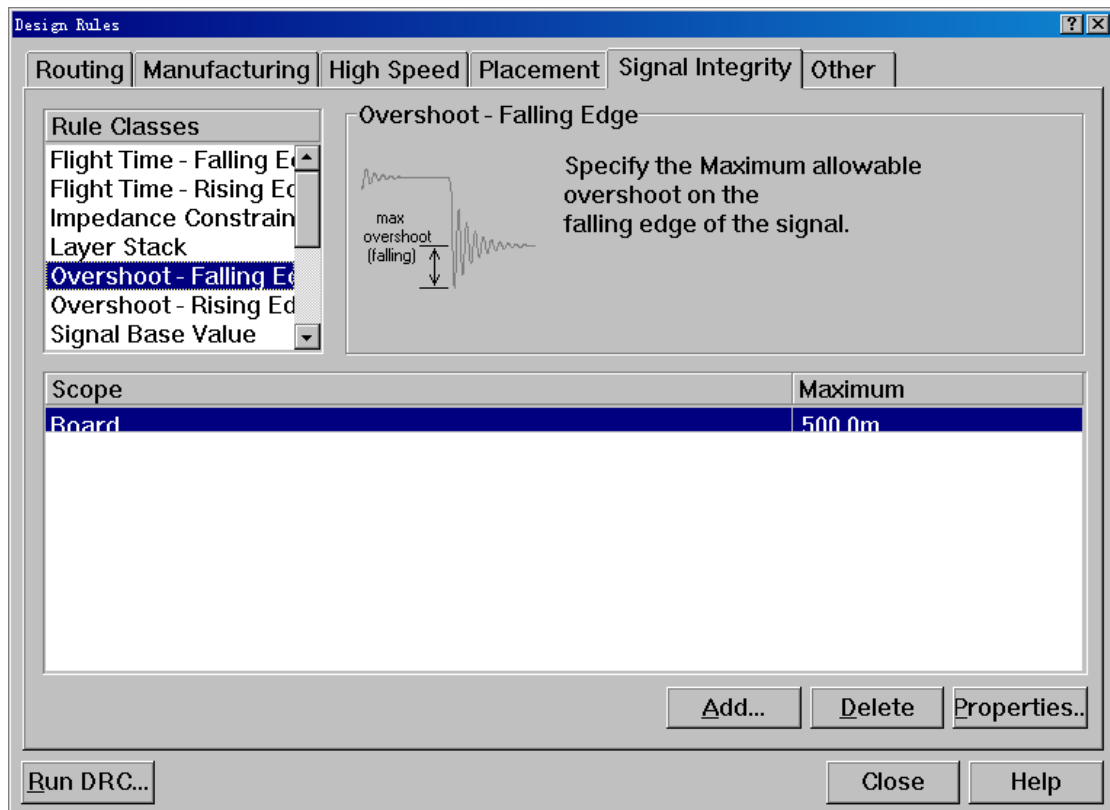 Design Rules
Routing Manufacturing High Speed Placement Signal Integrity Other
Rule Classes
Flight Time - Falling Ed
Flight Time - Rising Ed
Impedance Constrain
Layer Stack
Overshoot - Falling Ed
Overshoot - Rising Ed
Signal Base Value
Overshoot - Falling Edge
max
overshoot
(falling)
Specify the Maximum allowable
overshoot on the
falling edge of the signal.
Scope Maximum
Board 500.0m
Add... Delete Properties..
Run DRC... Close Help